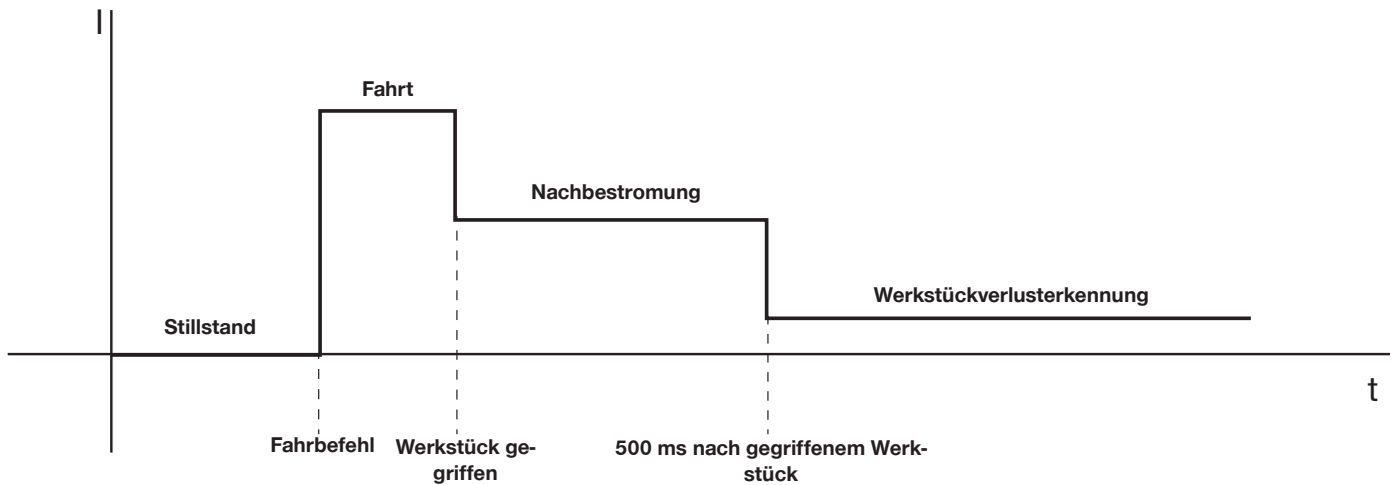 I
Fahrt
Nachbestromung
Werkstückverlusterkennung
Stillstand
t
Fahrbefehl
Werkstück ge-
griffen
500 ms nach gegriffenem Werk-
stück